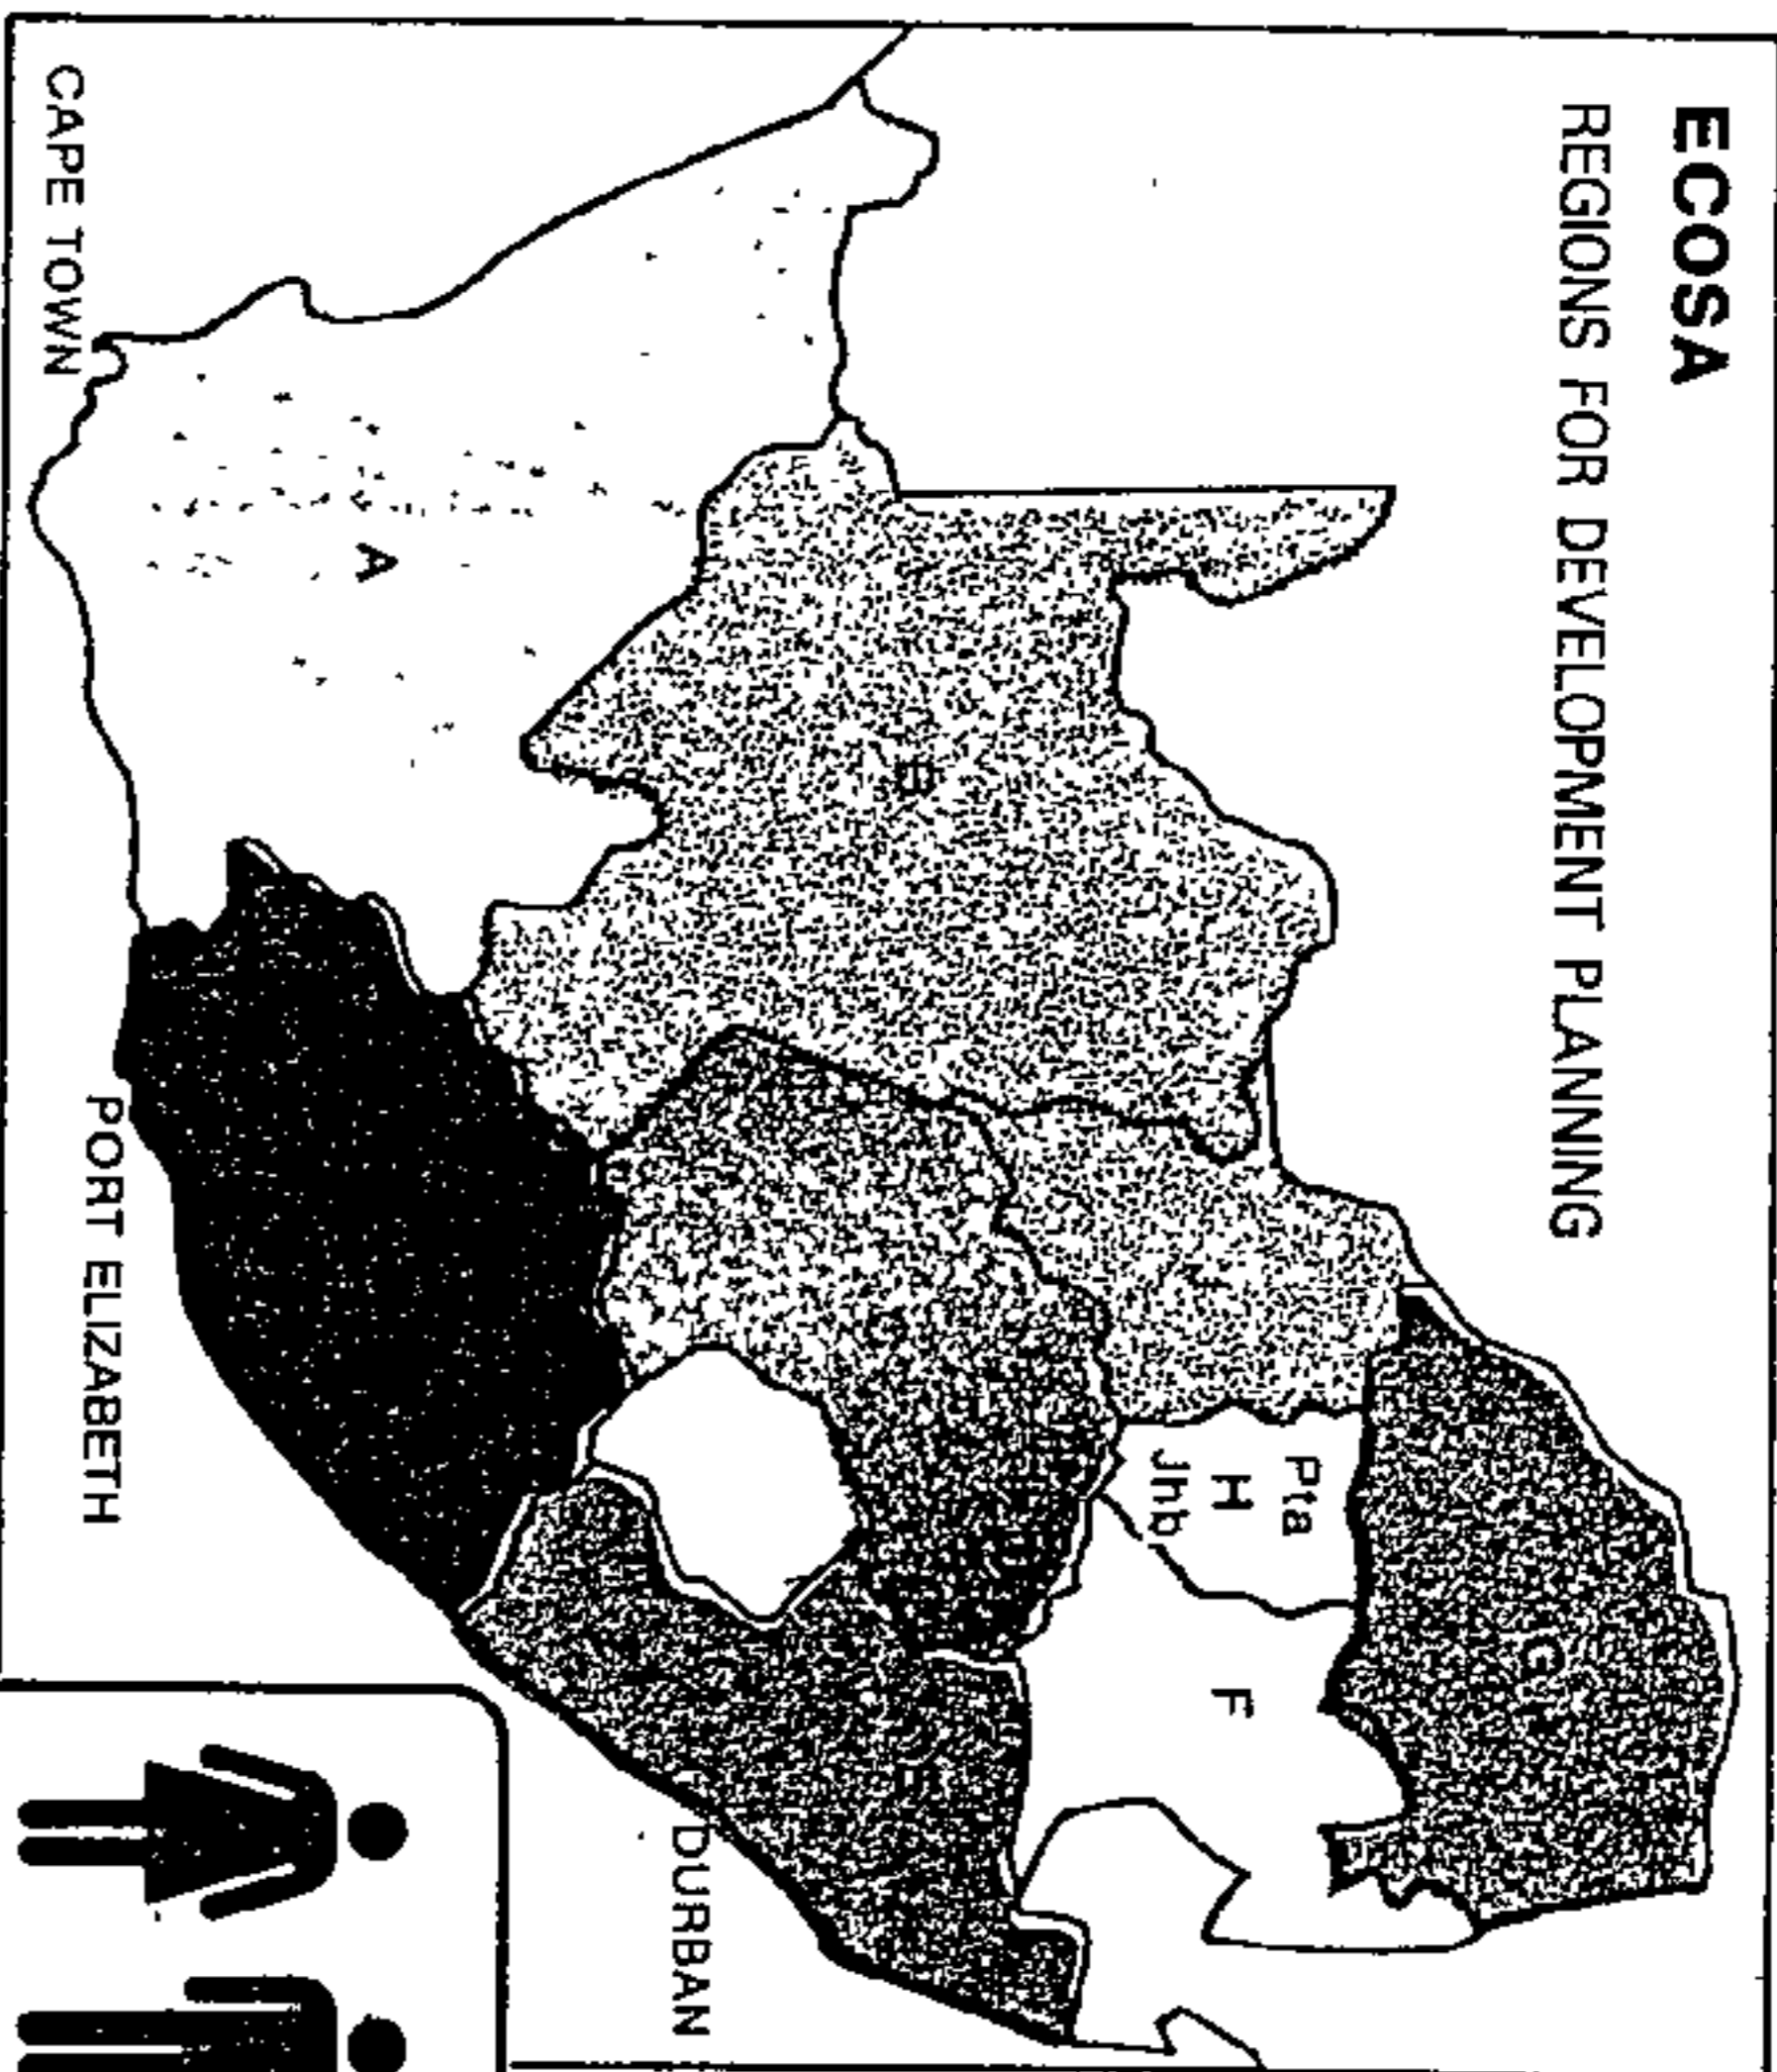 ECOSA
REGIONS FOR DEVELOPMENT PLANNING
G
Pta
H
Jhb
F
J
B
C
E
A
DURBAN
CAPE TOWN
PORT ELIZABETH